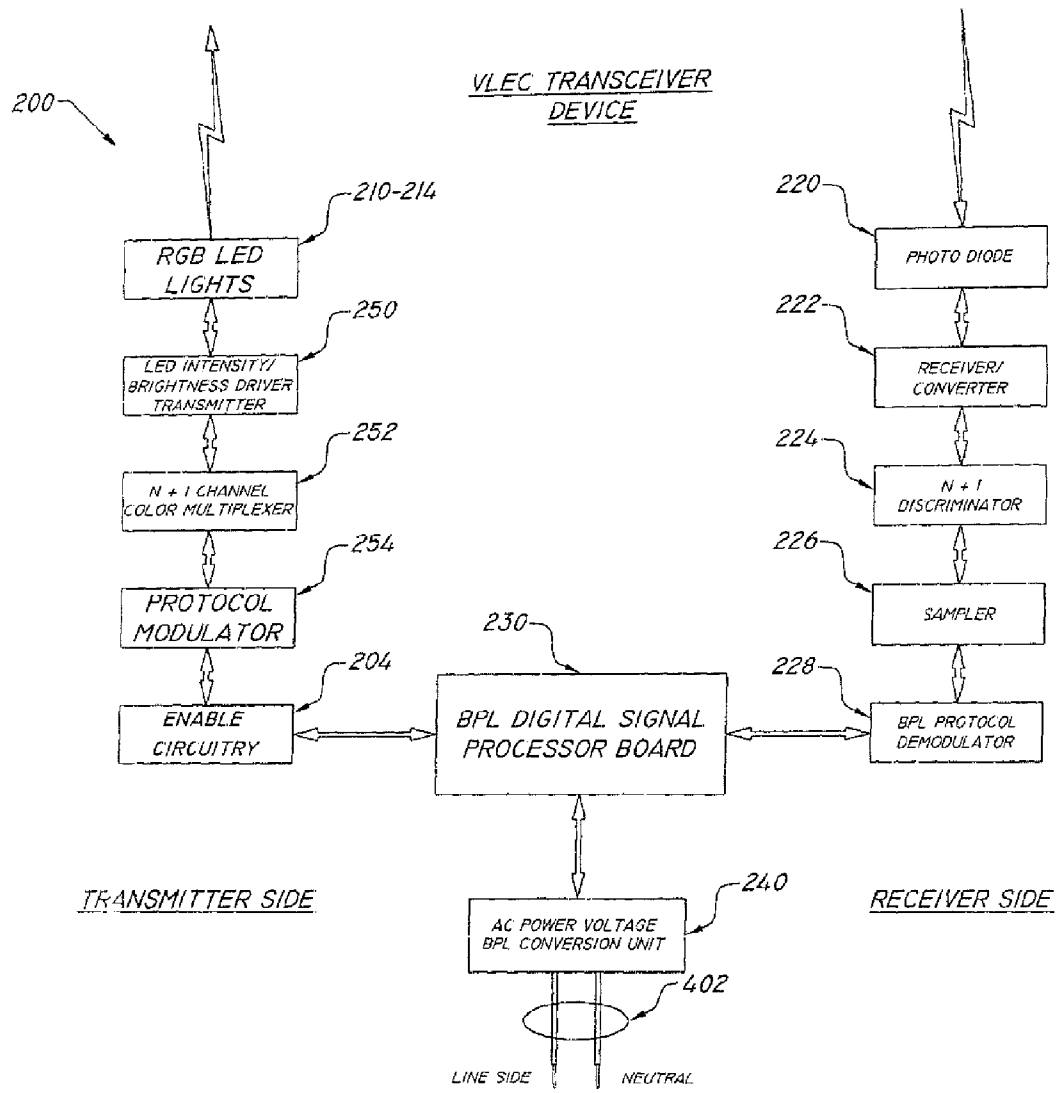 VLEC TRANSCEIVER
DEVICE
200
210-214
RGB LED
LIGHTS
250
LED INTENSITY/
BRIGHTNESS DRIVER
TRANSMITTER
252
N + 1 CHANNEL
COLOR MULTIPLEXER
254
PROTOCOL
MODULATOR
204
ENABLE
CIRCUITRY
230
BPL DIGITAL SIGNAL
PROCESSOR BOARD
220
PHOTO DIODE
222
RECEIVER/
CONVERTER
224
N + 1
DISCRIMINATOR
226
SAMPLER
228
BPL PROTOCOL
DEMODULATOR
TRANSMITTER SIDE
RECEIVER SIDE
240
AC POWER VOLTAGE
BPL CONVERSION UNIT
402
LINE SIDE
NEUTRAL